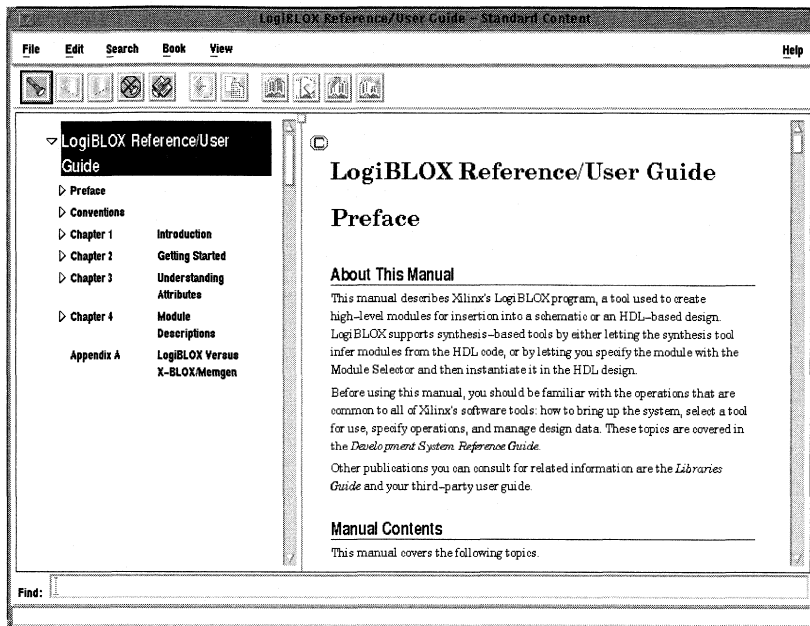 LogiBLOX Reference/User Guide – Standard Content
File Edit Search Book View Help
LogiBLOX Reference/User
Guide
Preface
Conventions
Chapter 1 Introduction
Chapter 2 Getting Started
Chapter 3 Understanding
Attributes
Chapter 4 Module
Descriptions
Appendix A LogiBLOX Versus
X–BLOX/Memgen
LogiBLOX Reference/User Guide
Preface
About This Manual
This manual describes Xilinx's LogiBLOX program, a tool used to create
high–level modules for insertion into a schematic or an HDL–based design.
LogiBLOX supports synthesis–based tools by either letting the synthesis tool
infer modules from the HDL code, or by letting you specify the module with the
Module Selector and then instantiate it in the HDL design.
Before using this manual, you should be familiar with the operations that are
common to all of Xilinx's software tools: how to bring up the system, select a tool
for use, specify operations, and manage design data. These topics are covered in
the Development System Reference Guide.
Other publications you can consult for related information are the Libraries
Guide and your third–party user guide.
Manual Contents
This manual covers the following topics.
Find: